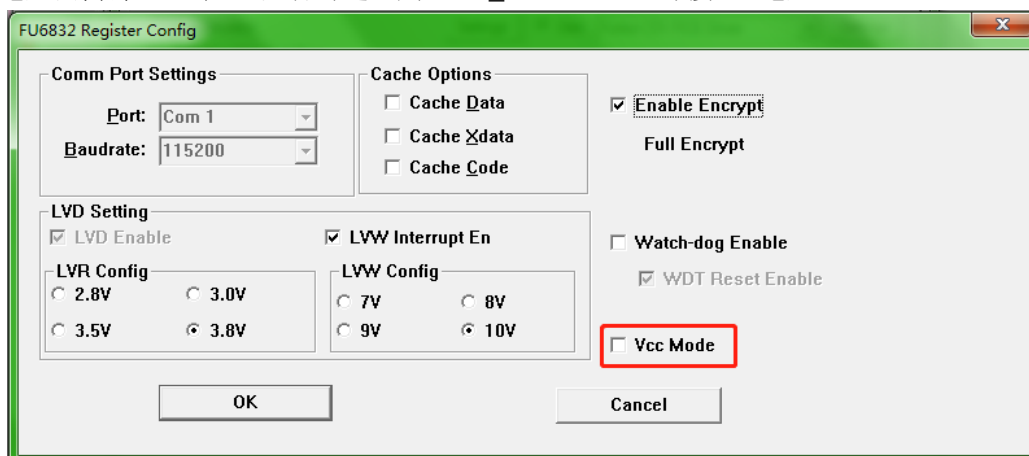 FU6832 Register Config
Comm Port Settings
Port: Com 1
Baudrate: 115200
Cache Options
Cache Data
Cache Xdata
Cache Code
Enable Encrypt
Full Encrypt
LVD Setting
LVD Enable
LVW Interrupt En
LVR Config
2.8V 3.0V
3.5V 3.8V
LVW Config
7V 8V
9V 10V
Watch-dog Enable
WDT Reset Enable
Vcc Mode
OK
Cancel